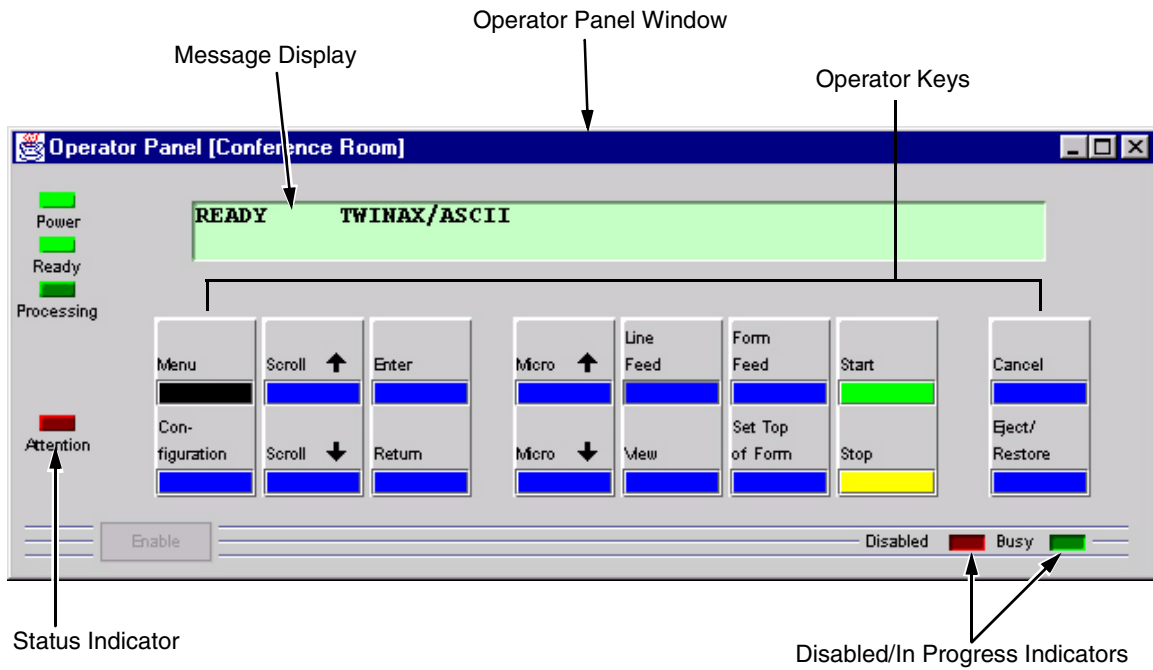 Operator Panel Window
Message Display
Operator Keys
Operator Panel [Conference Room]
Power
READY TWINAX/ASCII
Ready
Processing
Menu
Scroll
Enter
Micro
Line
Feed
Form
Feed
Start
Cancel
Attention
Con-
figuration
Scroll
Return
Micro
View
Set Top
of Form
Stop
Eject/
Restore
Enable
Disabled
Busy
Status Indicator
Disabled/In Progress Indicators